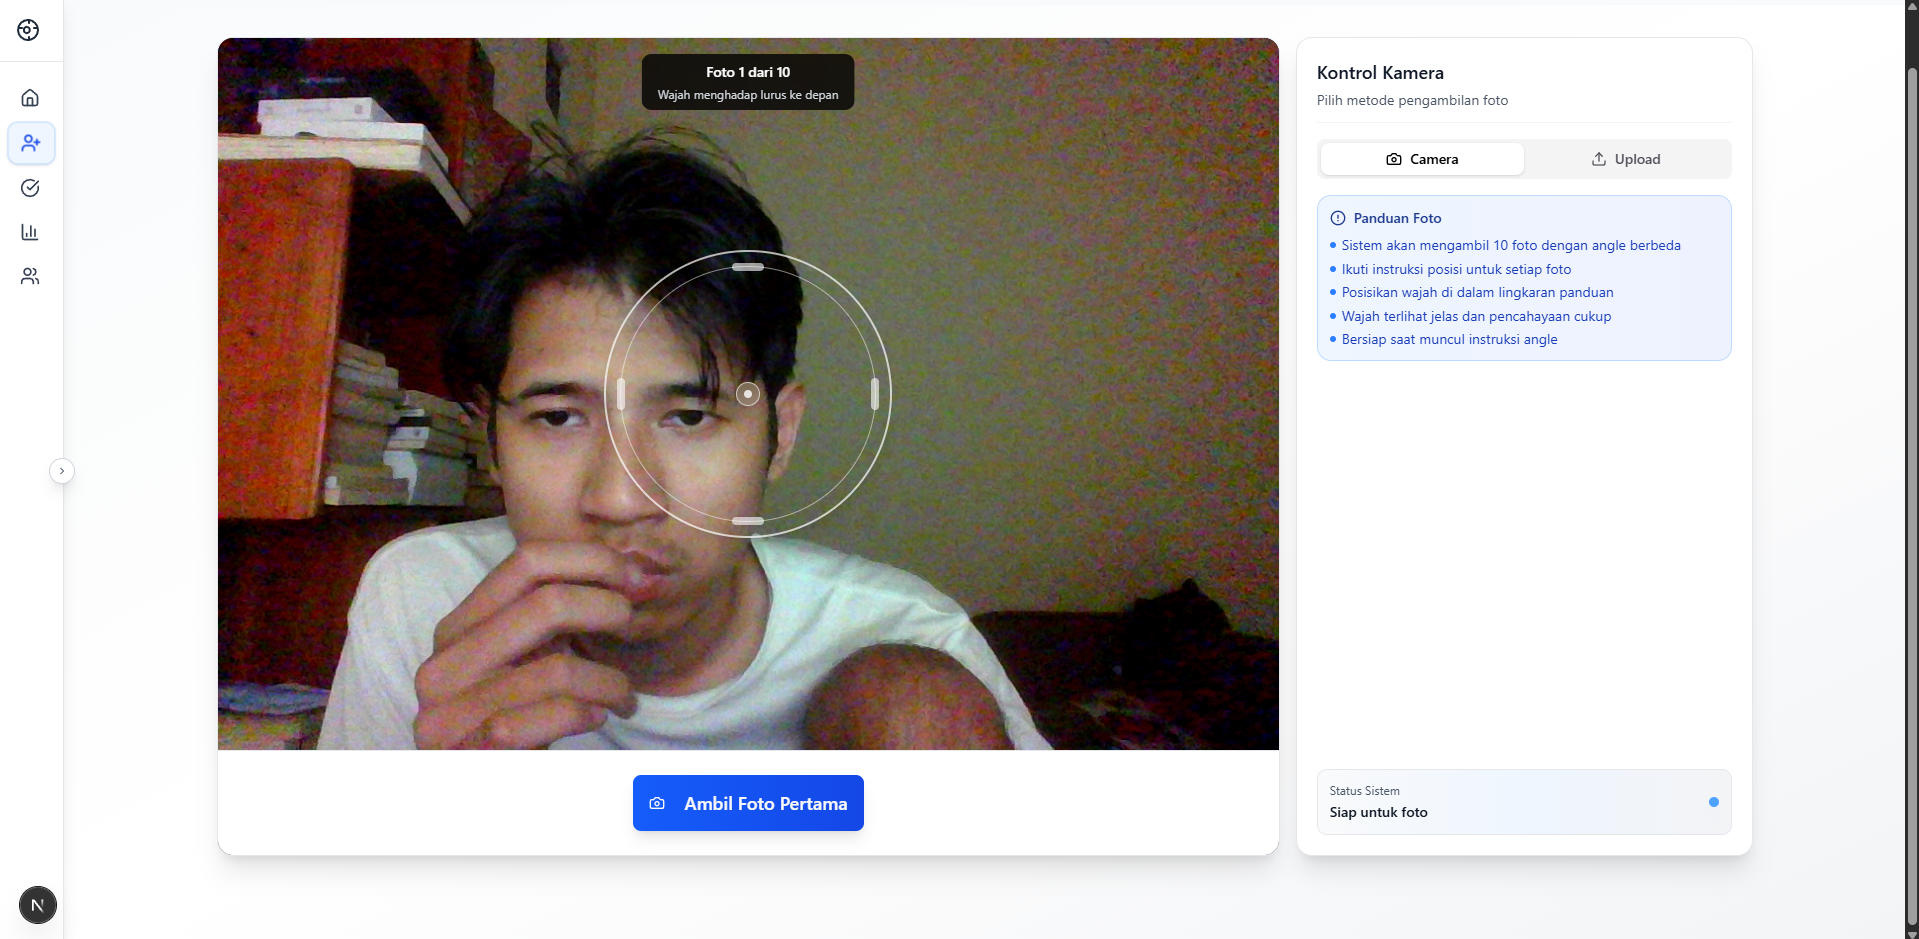 Foto 1 dari 10
Wajah menghadap lurus ke depan
Ambil Foto Pertama
Kontrol Kamera
Pilih metode pengambilan foto
Camera
Upload
Panduan Foto
Sistem akan mengambil 10 foto dengan angle berbeda
Ikuti instruksi posisi untuk setiap foto
Posisikan wajah di dalam lingkaran panduan
Wajah terlihat jelas dan pencahayaan cukup
Bersiap saat muncul instruksi angle
Status Sistem
Siap untuk foto
N